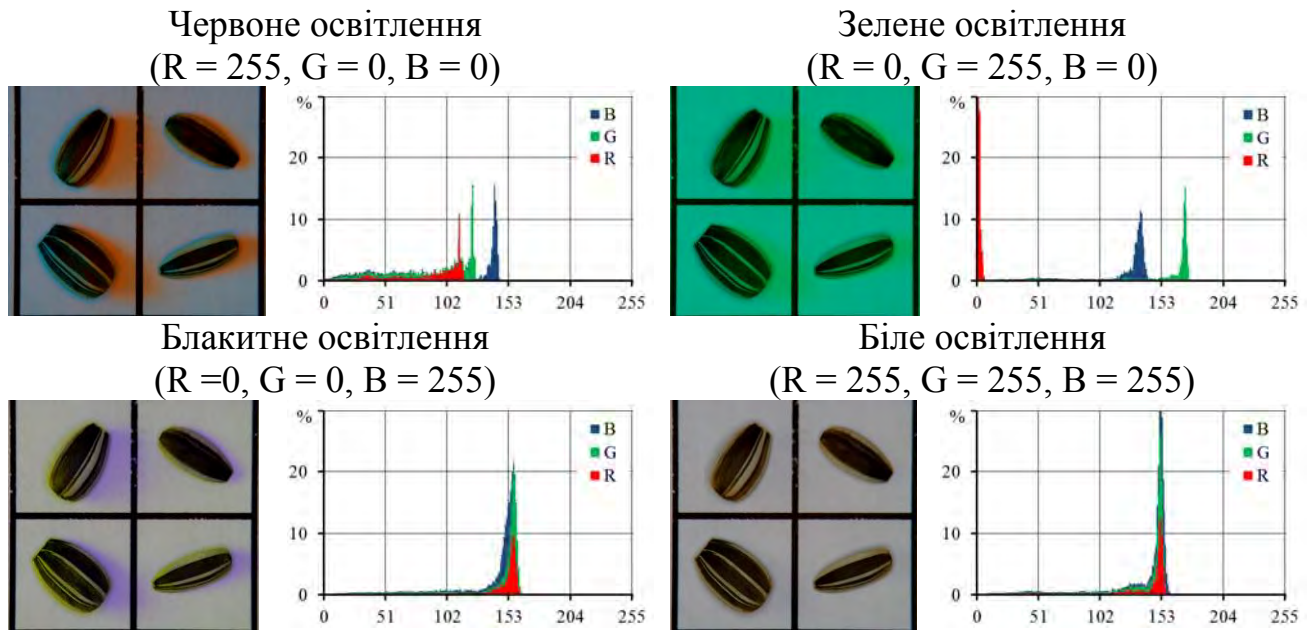 Червоне освітлення
(R = 255, G = 0, B = 0)
%
20
10
0
0 51 102 153 204 255
B
G
R
Зелене освітлення
(R = 0, G = 255, B = 0)
%
20
10
0
0 51 102 153 204 255
B
G
R
Блакитне освітлення
(R =0, G = 0, B = 255)
%
20
10
0
0 51 102 153 204 255
B
G
R
Біле освітлення
(R = 255, G = 255, B = 255)
%
20
10
0
0 51 102 153 204 255
B
G
R